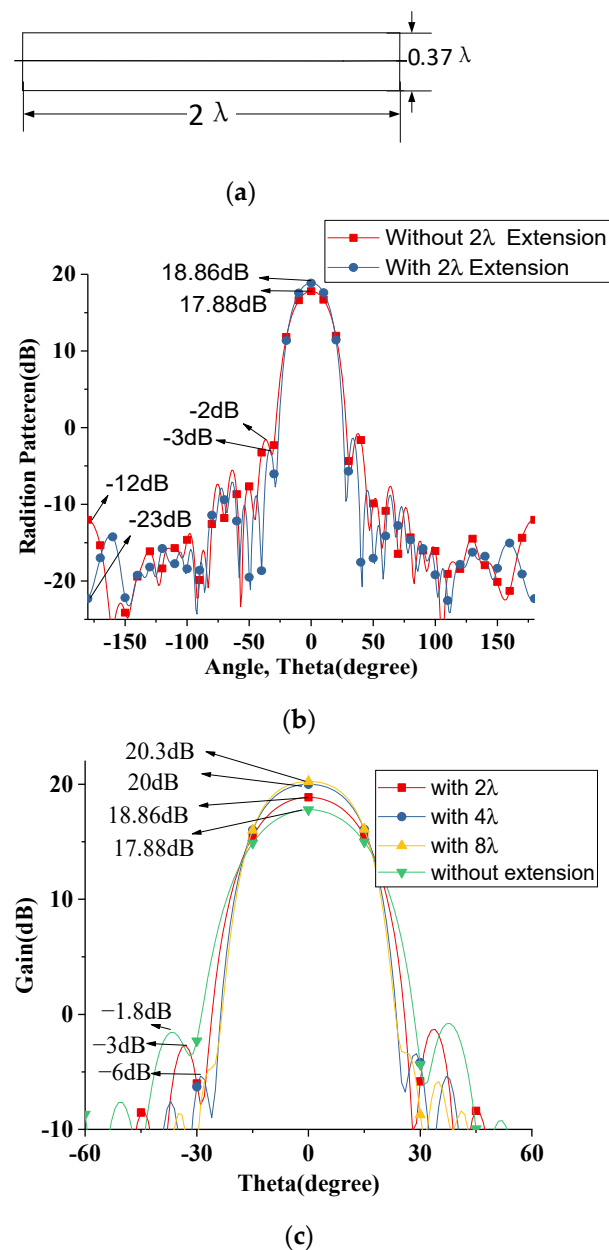 0.37 λ
2 λ
(a)
Without 2λ Extension
With 2λ Extension
20
18.86dB
17.88dB
10
0
-2dB
-3dB
-10
-12dB
-23dB
-20
Radition Patteren(dB)
-150 -100 -50 0 50 100 150
Angle, Theta(degree)
(b)
20.3dB
20dB
18.86dB
17.88dB
with 2λ
with 4λ
with 8λ
without extension
20
10
0
-10
Gain(dB)
−1.8dB
−3dB
−6dB
-60 -30 0 30 60
Theta(degree)
(c)